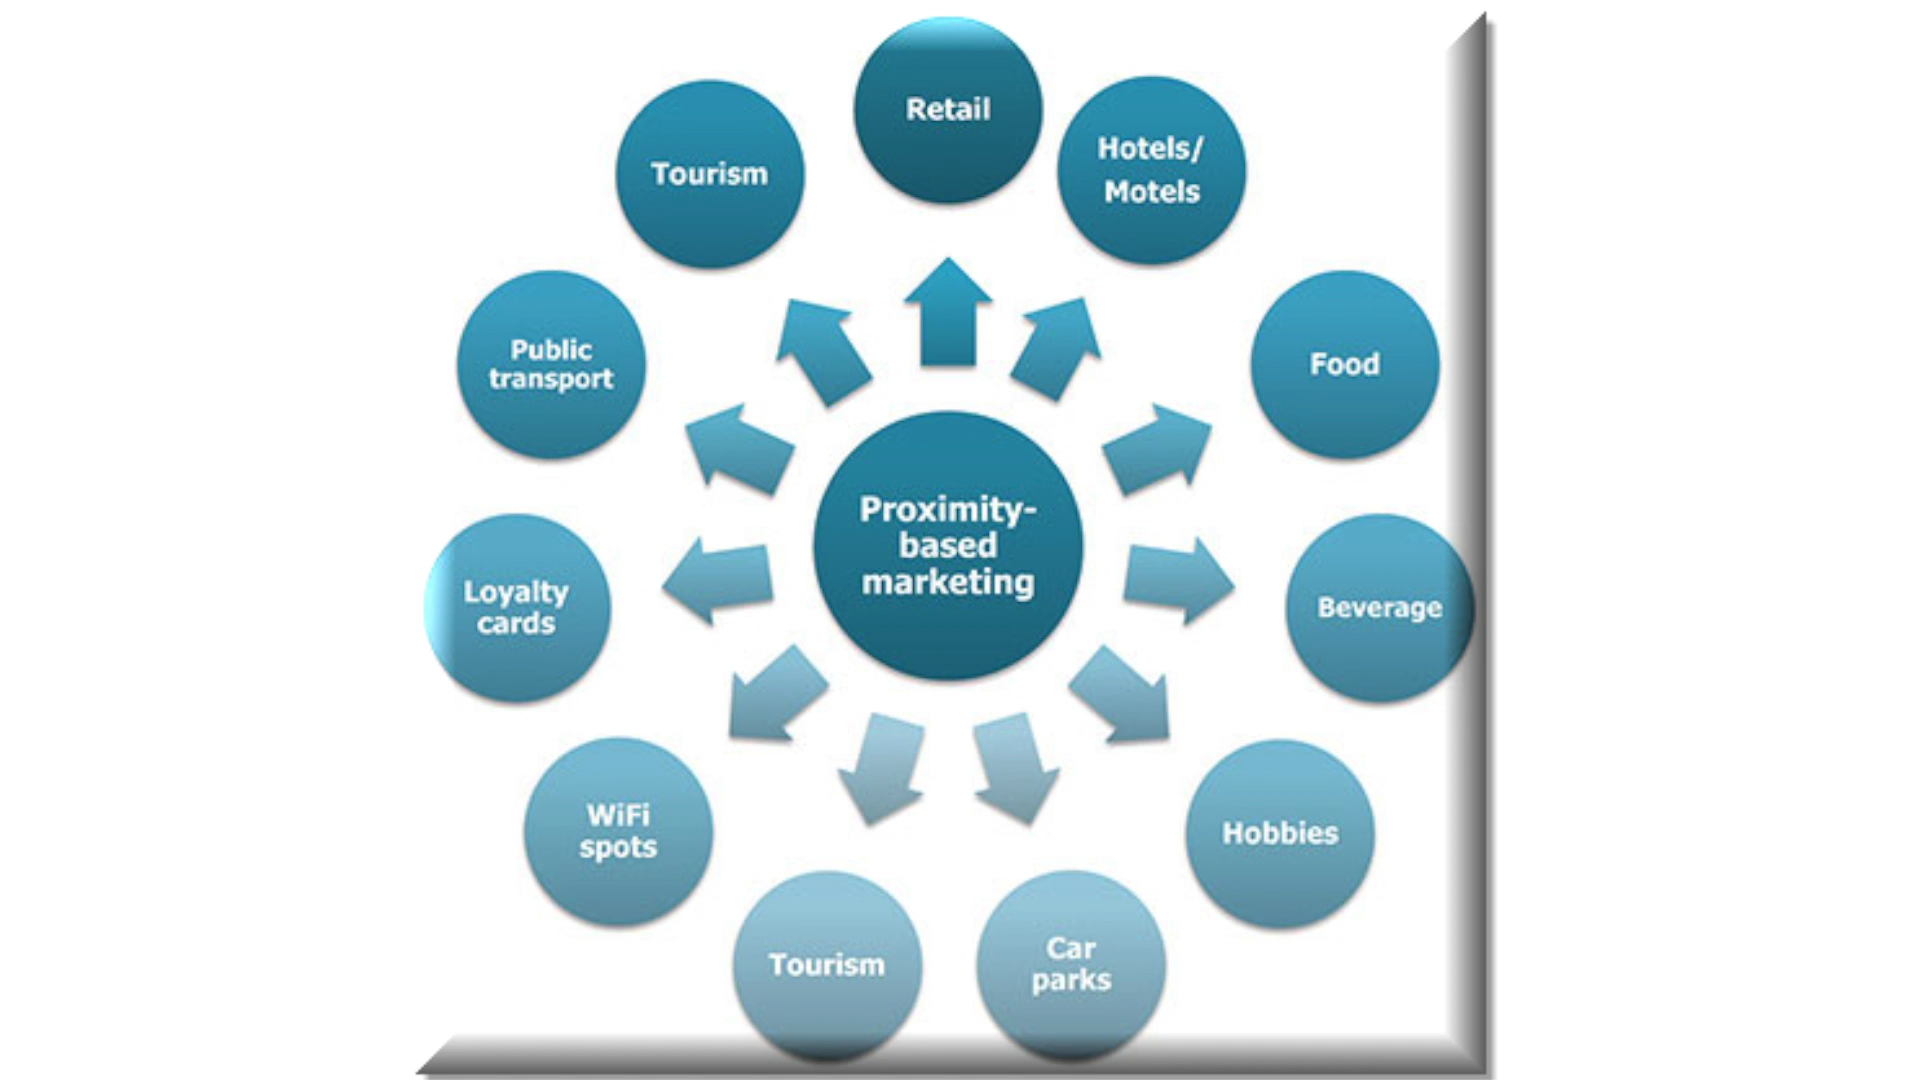 Retail
Hotels/
Motels
Tourism
Public
transport
Food
Proximity-
based
marketing
Loyalty
cards
Beverage
WiFi
spots
Hobbies
Tourism
Car
parks